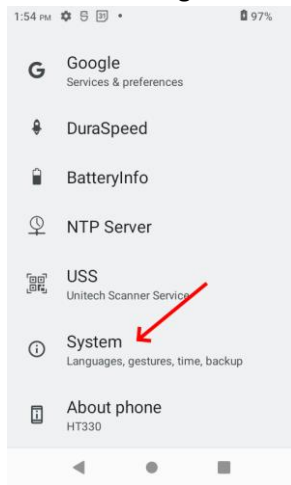 1:54 PM 31 97%
Google
Services & preferences
DuraSpeed
BatteryInfo
NTP Server
USS
Unitech Scanner Service
System
Languages, gestures, time, backup
About phone
HT330